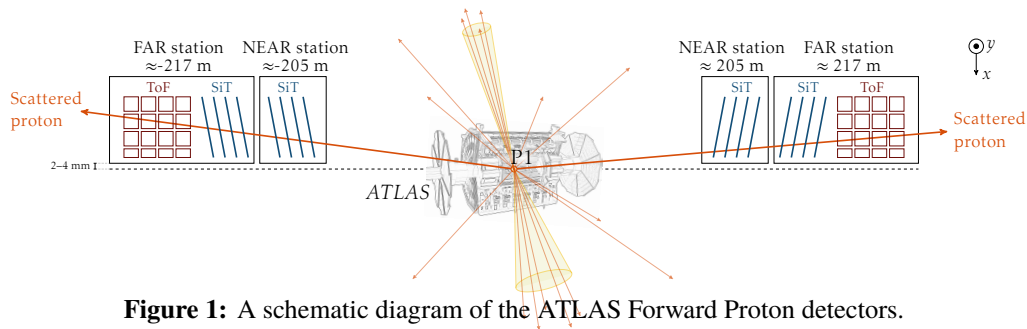 FAR station
≈-217 m
NEAR station
≈-205 m
NEAR station
≈ 205 m
FAR station
≈ 217 m
y
x
ToF
SiT
SiT
SiT
SiT
ToF
Scattered
proton
Scattered
proton
P1
2–4 mm
ATLAS
Figure 1: A schematic diagram of the ATLAS Forward Proton detectors.